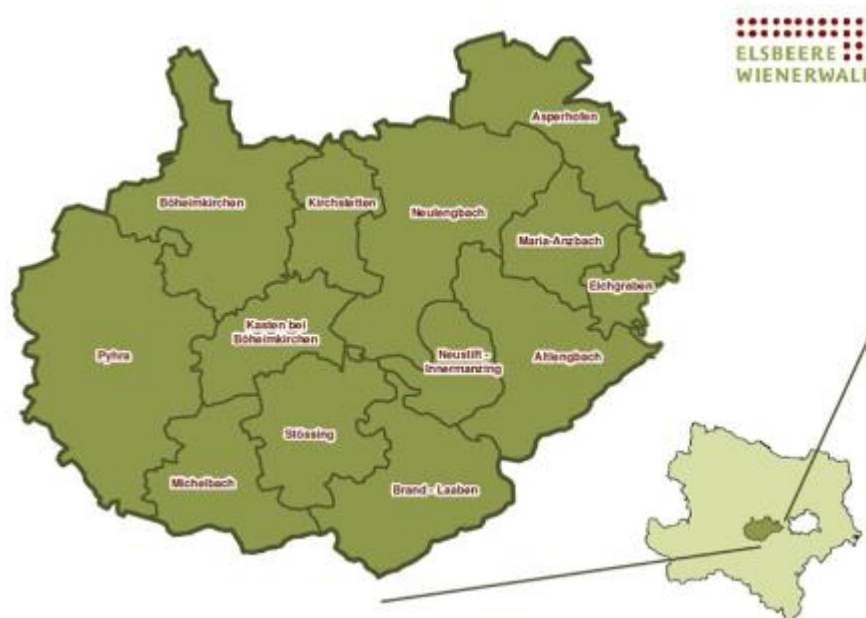 ELSBEERE
WIENERWALD
Asperhofen
Böheimkirchen
Kirchstetten
Neulengbach
Maria-Anzbach
Eichgraben
Kasten bei
Böheimkirchen
Pyhra
Neustift -
Innermanzing
Altlengbach
Stössing
Michelbach
Brand - Laaben